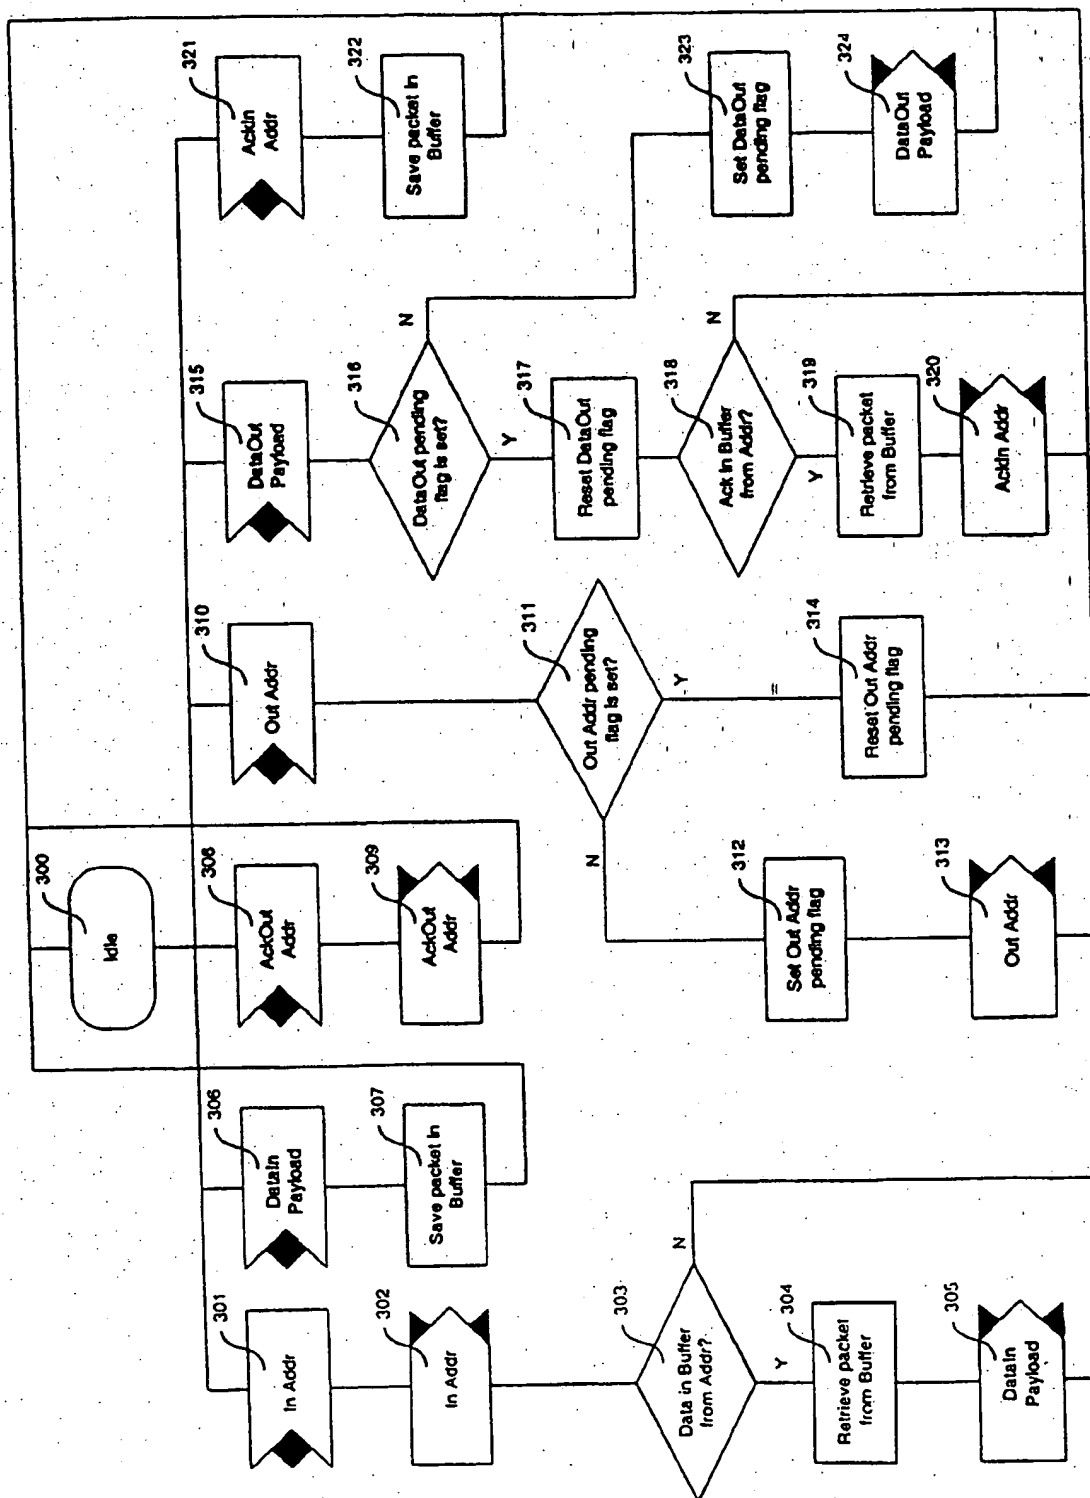 300
Idle
301
In Addr
302
In Addr
303
Data in Buffer
from Addr?
N
Y
304
Retrieve packet
from Buffer
305
DataIn
Payload
306
DataIn
Payload
307
Save packet in
Buffer
308
AckOut
Addr
309
AckOut
Addr
310
Out Addr
311
Out Addr pending
flag is set?
N
Y
312
Set Out Addr
pending flag
313
Out Addr
314
Reset Out Addr
pending flag
315
DataOut
Payload
316
DataOut pending
flag is set?
N
Y
317
Reset DataOut
pending flag
318
Ack in Buffer
from Addr?
N
Y
319
Retrieve packet
from Buffer
320
AckIn Addr
321
AckIn
Addr
322
Save packet in
Buffer
323
Set DataOut
pending flag
324
DataOut
Payload